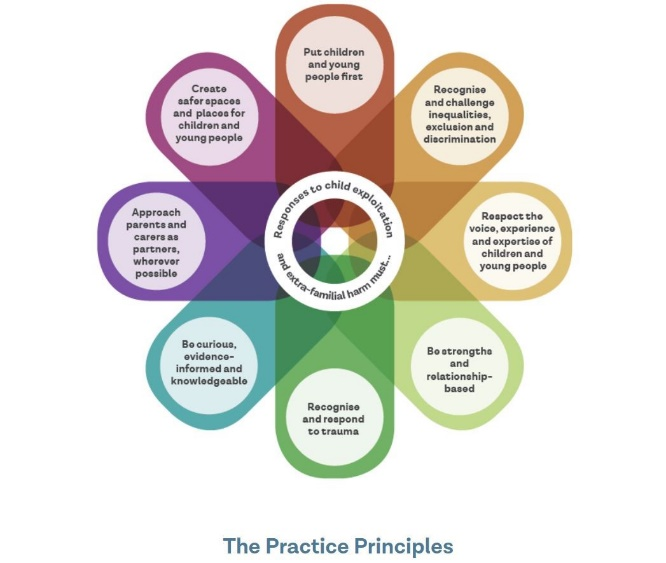 Put children
and young
people first
Recognise
and challenge
inequalities,
exclusion and
discrimination
Respect the
voice, experience
and expertise of
children and
young people
Be strengths
and
relationship-
based
Recognise
and respond
to trauma
Be curious,
evidence-
informed and
knowledgeable
Approach
parents and
carers as
partners,
wherever
possible
Create
safer spaces
and places for
children and
young people
Responses to child exploitation
and extra-familial harm must...
The Practice Principles